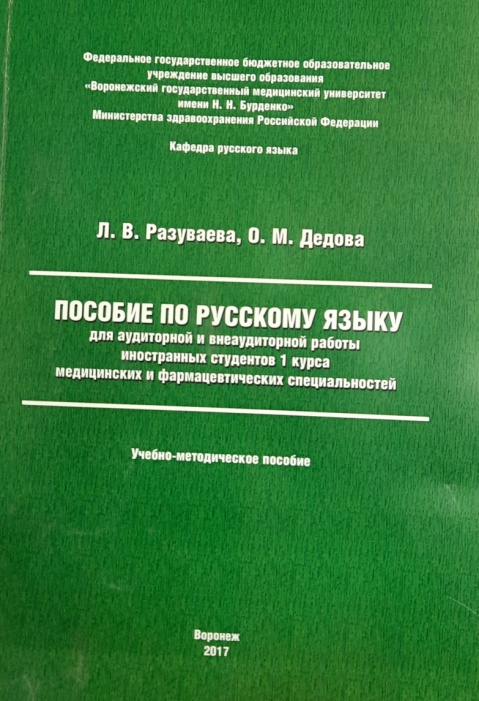 Федеральное государственное бюджетное образовательное
учреждение высшего образования
«Воронежский государственный медицинский университет
имени Н. Н. Бурденко»
Министерства здравоохранения Российской Федерации
Кафедра русского языка
Л. В. Разуваева, О. М. Дедова
ПОСОБИЕ ПО РУССКОМУ ЯЗЫКУ
для аудиторной и внеаудиторной работы
иностранных студентов 1 курса
медицинских и фармацевтических специальностей
Учебно-методическое пособие
Воронеж
2017